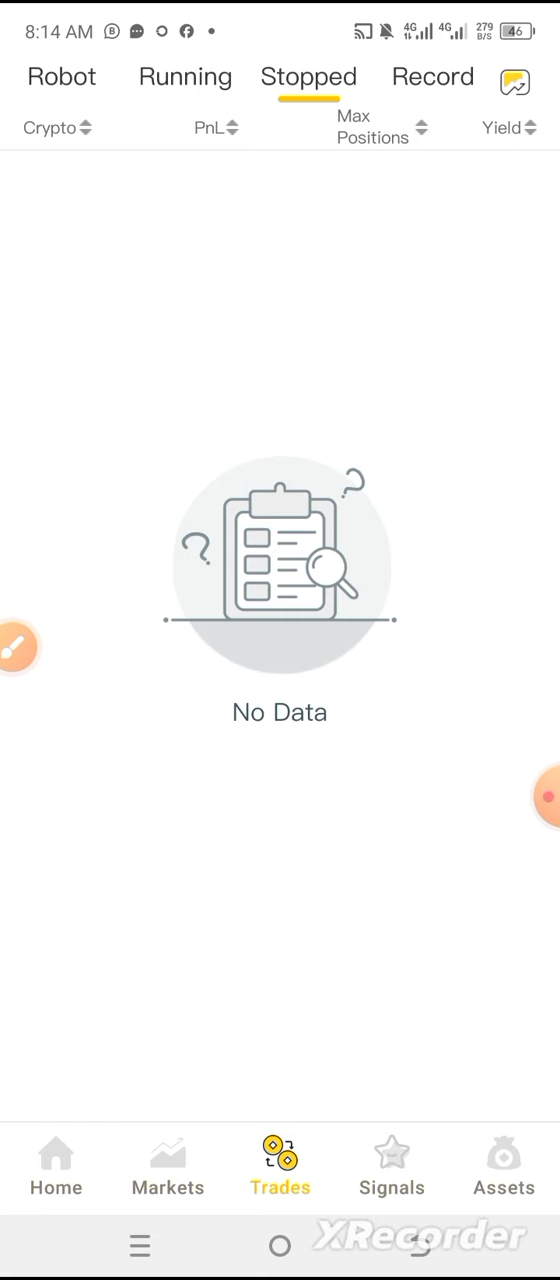 8:14 AM 4G 4G 279 B/S 46
Robot Running Stopped Record
Crypto PnL Max Positions Yield
No Data
Home Markets Trades Signals Assets
XRecorder